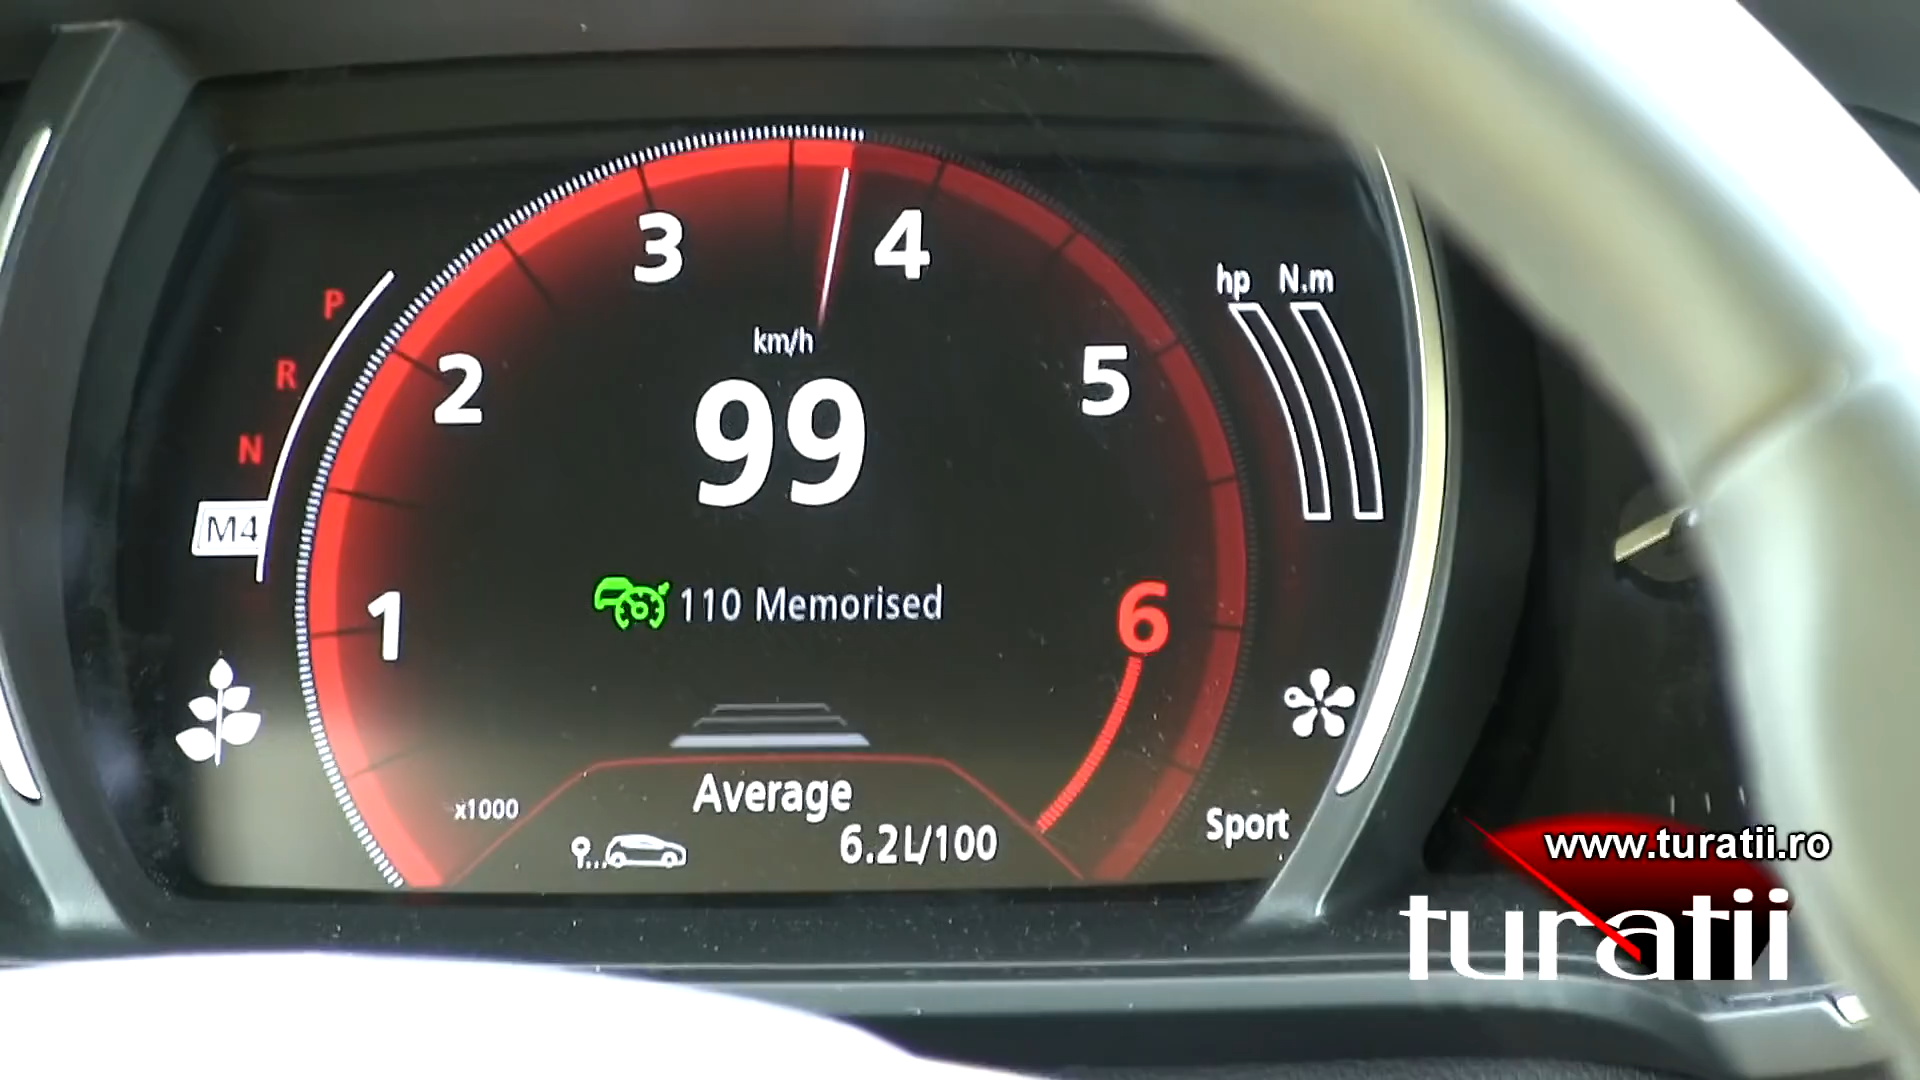 P
R
N
M4
1
2
3
4
5
6
km/h
99
110 Memorised
x1000
Average
6.2L/100
hp N.m
Sport
www.turatii.ro
turatii